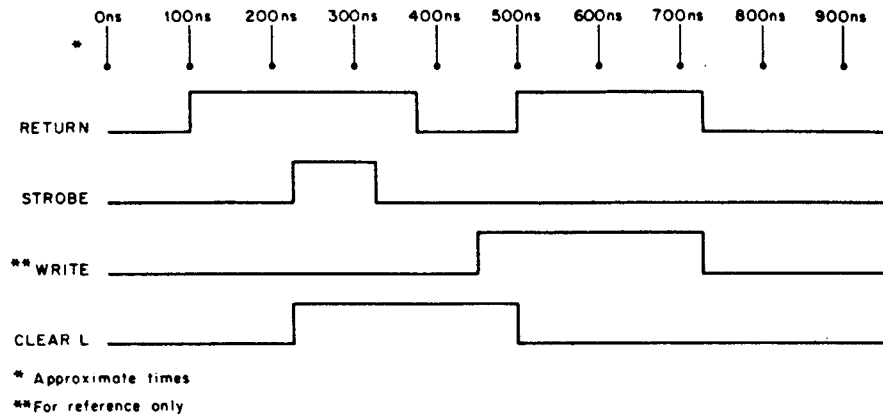 0ns 100ns 200ns 300ns 400ns 500ns 600ns 700ns 800ns 900ns
*
RETURN
STROBE
**WRITE
CLEAR L
* Approximate times
**For reference only